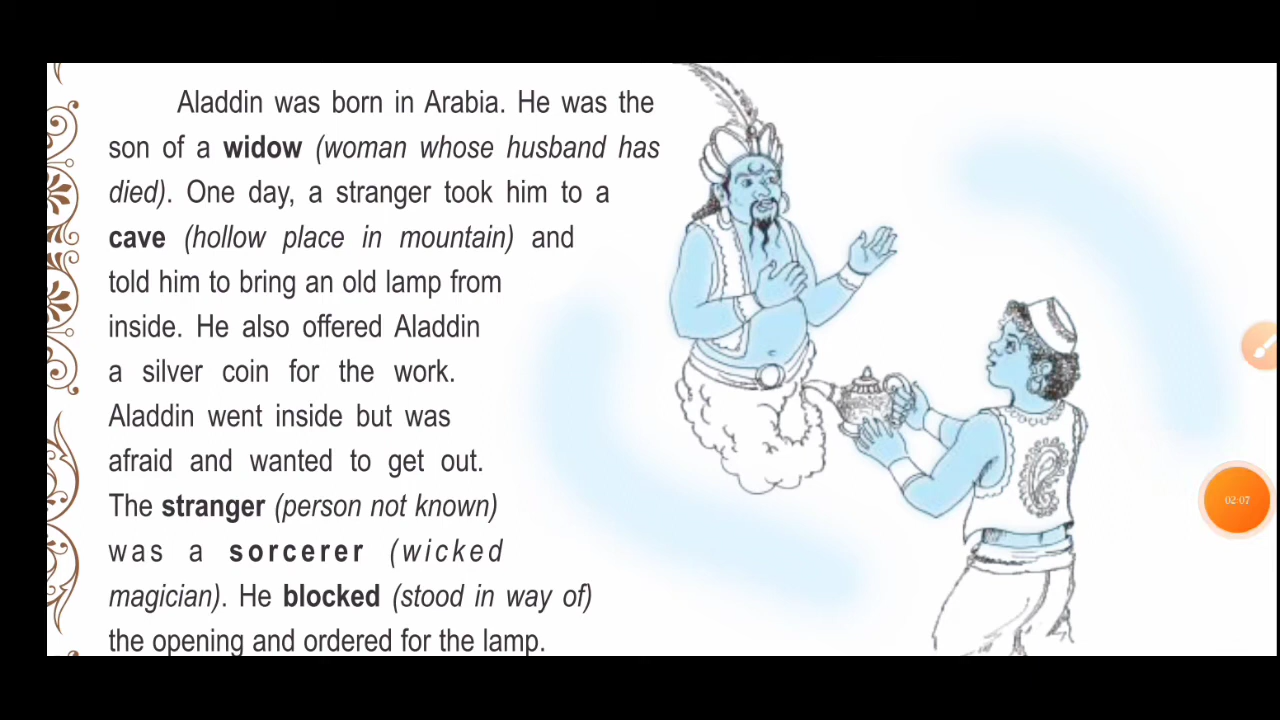 Aladdin was born in Arabia. He was the
son of a widow (woman whose husband has
died). One day, a stranger took him to a
cave (hollow place in mountain) and
told him to bring an old lamp from
inside. He also offered Aladdin
a silver coin for the work.
Aladdin went inside but was
afraid and wanted to get out.
The stranger (person not known)
was a sorcerer (wicked
magician). He blocked (stood in way of)
the opening and ordered for the lamp.
02:07